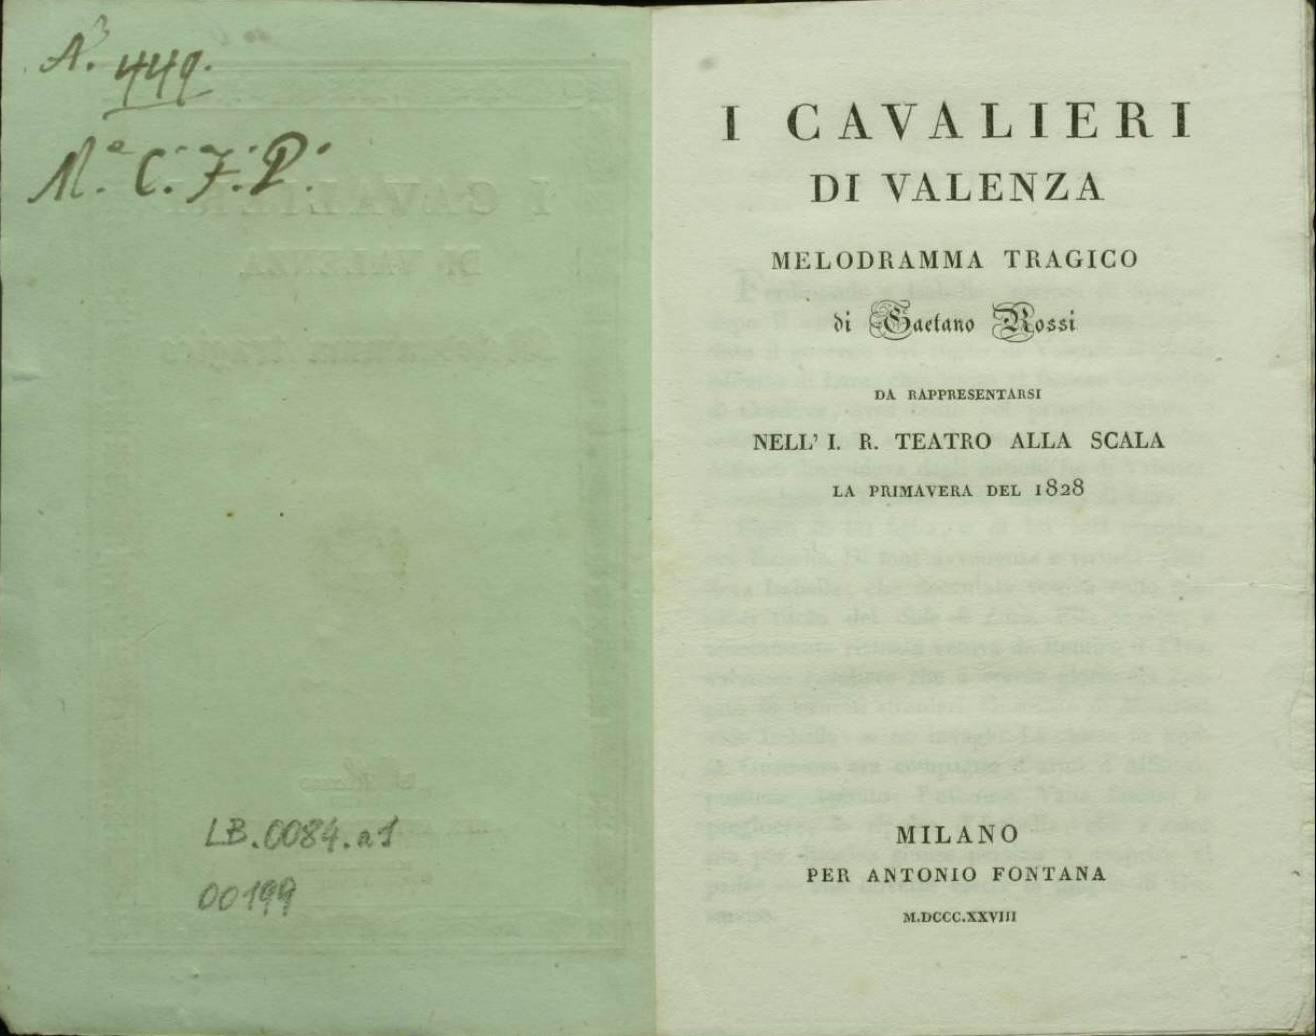 N. 449.
M.ª C. F. P.
LB.0084.a1
00199
I CAVALIERI
DI VALENZA
MELODRAMMA TRAGICO
di Gaetano Rossi
DA RAPPRESENTARSI
NELL' I. R. TEATRO ALLA SCALA
LA PRIMAVERA DEL 1828
MILANO
PER ANTONIO FONTANA
M.DCCC.XXVIII